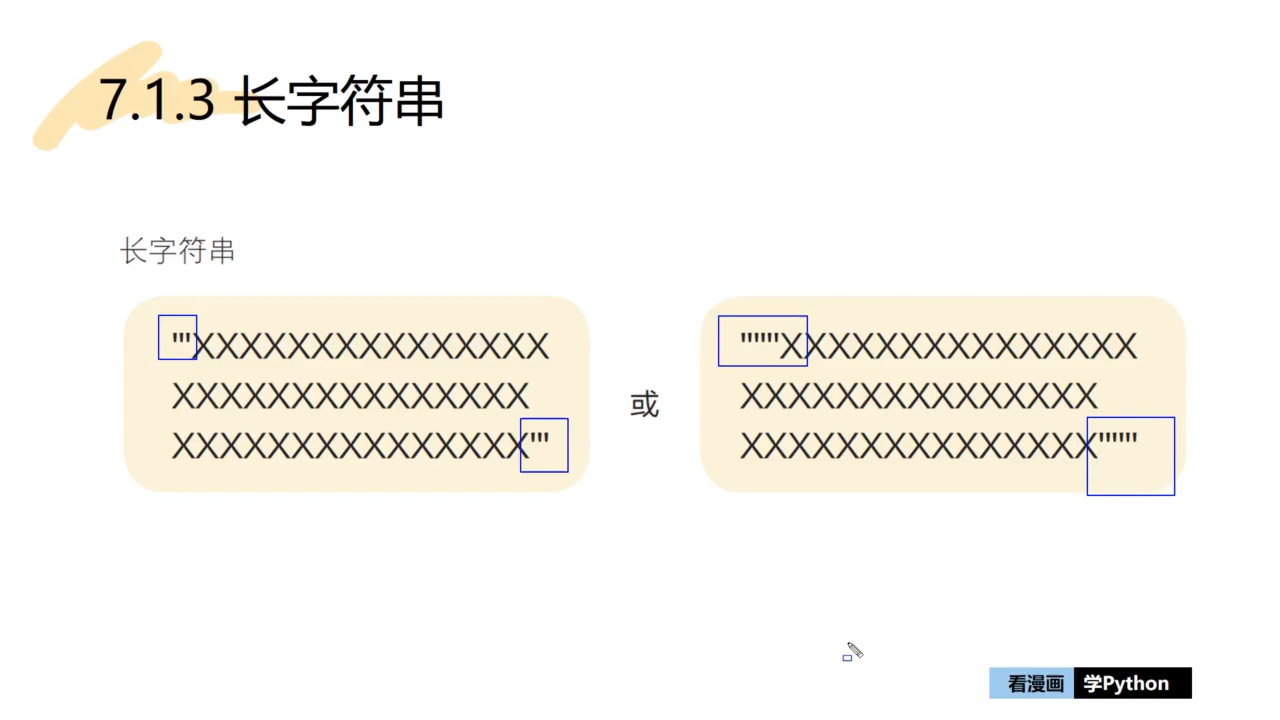 7.1.3 长字符串
长字符串
'''XXXXXXXXXXXXXXX
XXXXXXXXXXXXXXX
XXXXXXXXXXXXXXX'''
或
"""XXXXXXXXXXXXXXX
XXXXXXXXXXXXXXX
XXXXXXXXXXXXXXX"""
看漫画 学Python